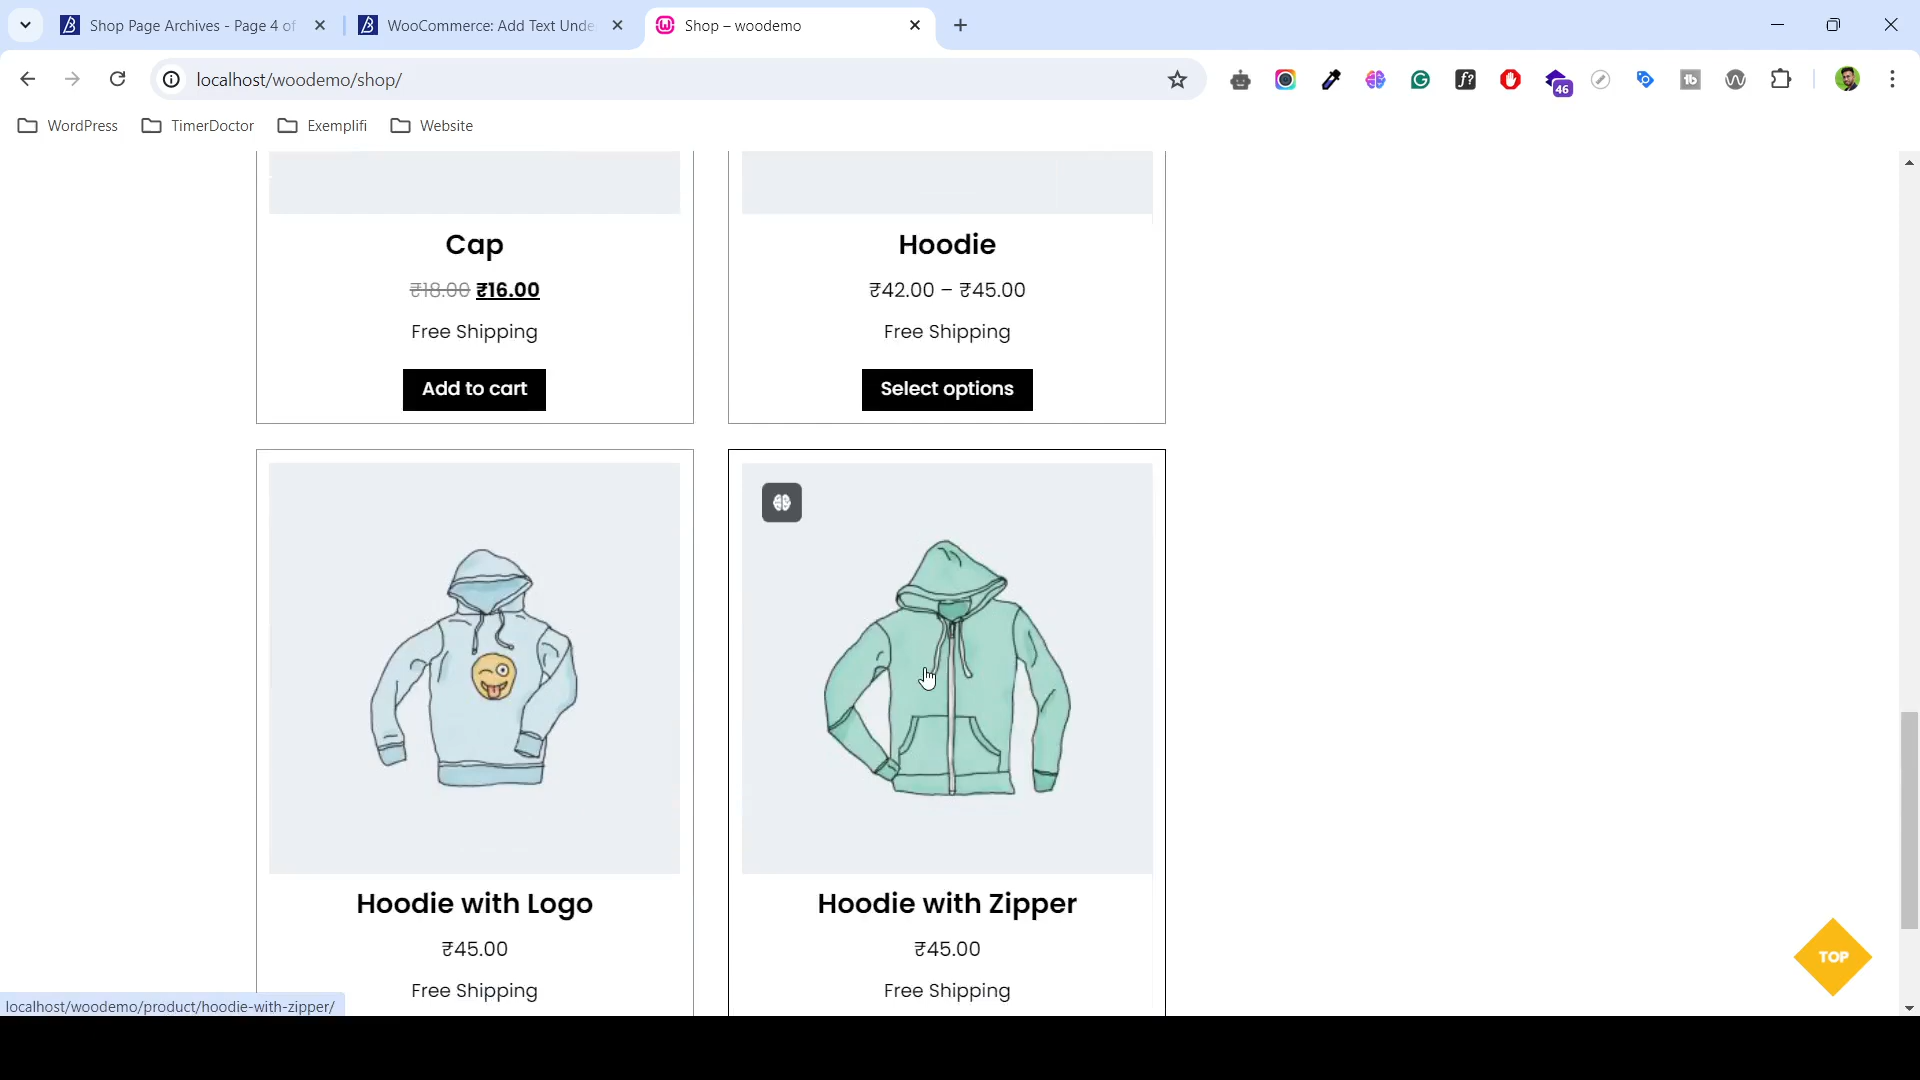 Shop Page Archives - Page 4 of
WooCommerce: Add Text Unde
Shop – woodemo
localhost/woodemo/shop/
46
WordPress
TimerDoctor
Exemplifi
Website
Cap
Hoodie
₹18.00 ₹16.00
₹42.00 – ₹45.00
Free Shipping
Free Shipping
Add to cart
Select options
Hoodie with Logo
Hoodie with Zipper
₹45.00
₹45.00
Free Shipping
Free Shipping
TOP
localhost/woodemo/product/hoodie-with-zipper/